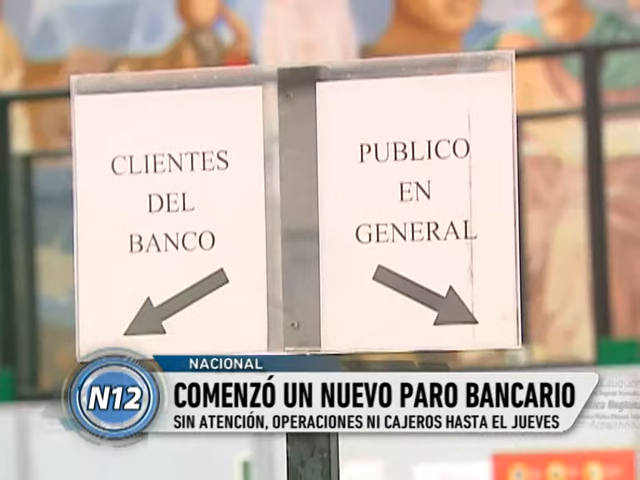 CLIENTES
DEL
BANCO
PUBLICO
EN
GENERAL
NACIONAL
N12
COMENZÓ UN NUEVO PARO BANCARIO
SIN ATENCIÓN, OPERACIONES NI CAJEROS HASTA EL JUEVES